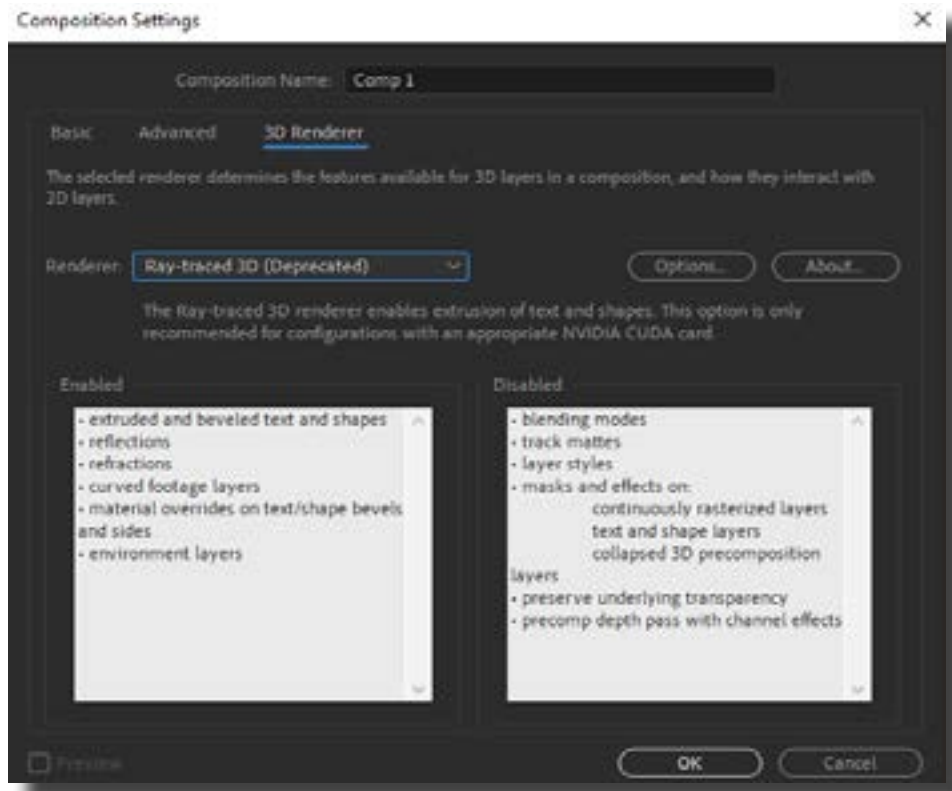 Composition Settings
Composition Name: Comp 1
Basic Advanced 3D Renderer
The selected renderer determines the features available for 3D layers in a composition, and how they interact with
2D layers.
Renderer: Ray-traced 3D (Deprecated) Options... About...
The Ray-traced 3D renderer enables extrusion of text and shapes. This option is only
recommended for configurations with an appropriate NVIDIA CUDA card.
Enabled
- extruded and beveled text and shapes
- reflections
- refractions
- curved footage layers
- material overrides on text/shape bevels
and sides
- environment layers
Disabled
- blending modes
- track mattes
- layer styles
- masks and effects on:
continuously rasterized layers
text and shape layers
collapsed 3D precomposition
layers
- preserve underlying transparency
- precomp depth pass with channel effects
Preview OK Cancel